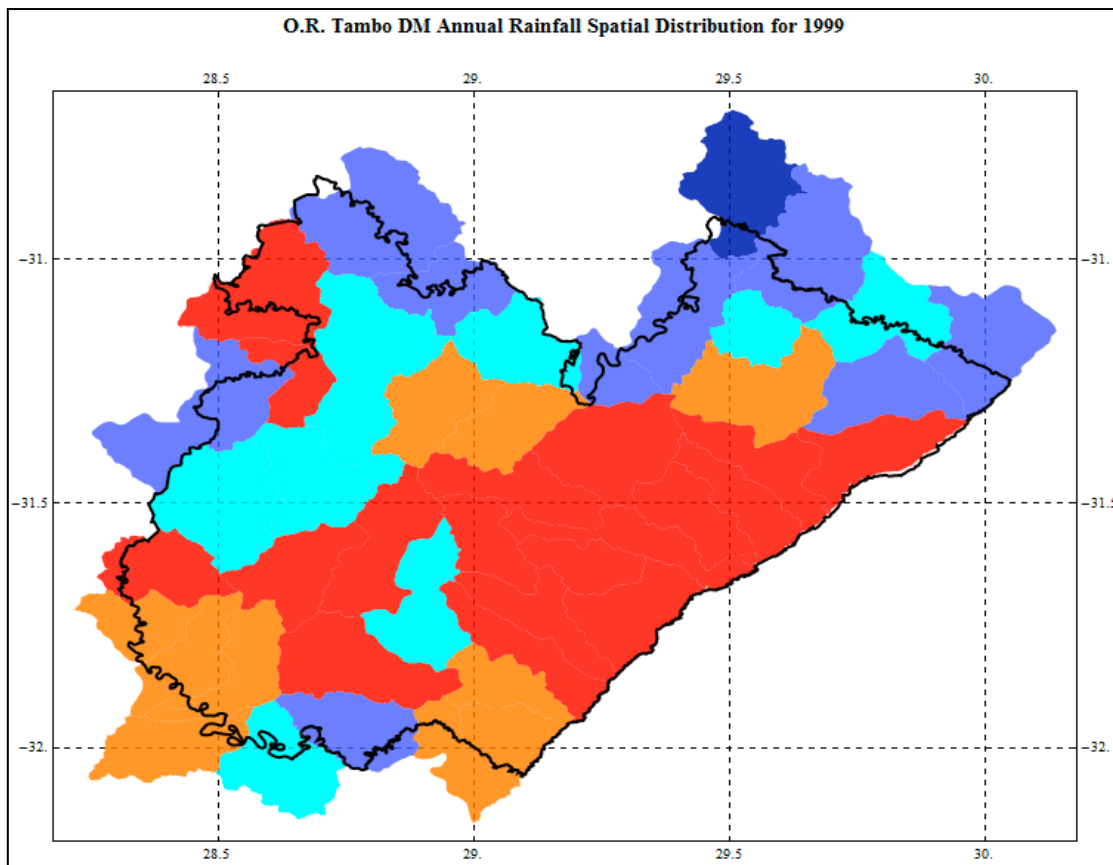 O.R. Tambo DM Annual Rainfall Spatial Distribution for 1999
28.5 29. 29.5 30.
-31. -31.
-31.5 -31.5
-32. -32.
28.5 29. 29.5 30.